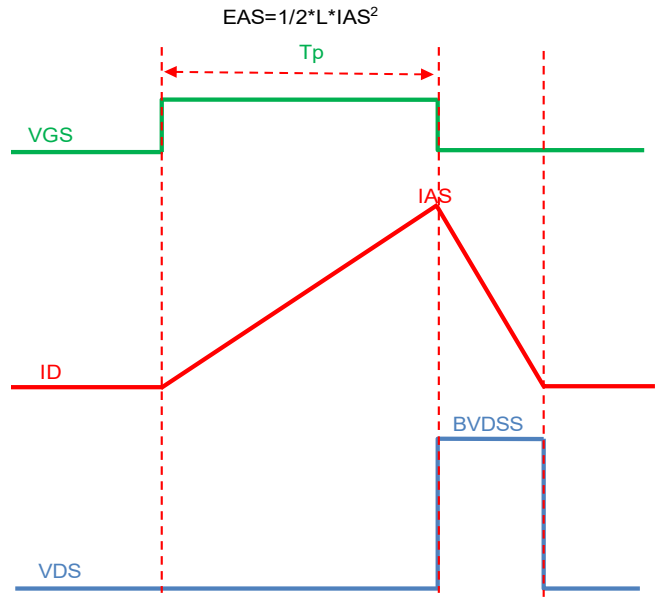 EAS=1/2*L*IAS²
Tp
VGS
IAS
ID
BVDSS
VDS